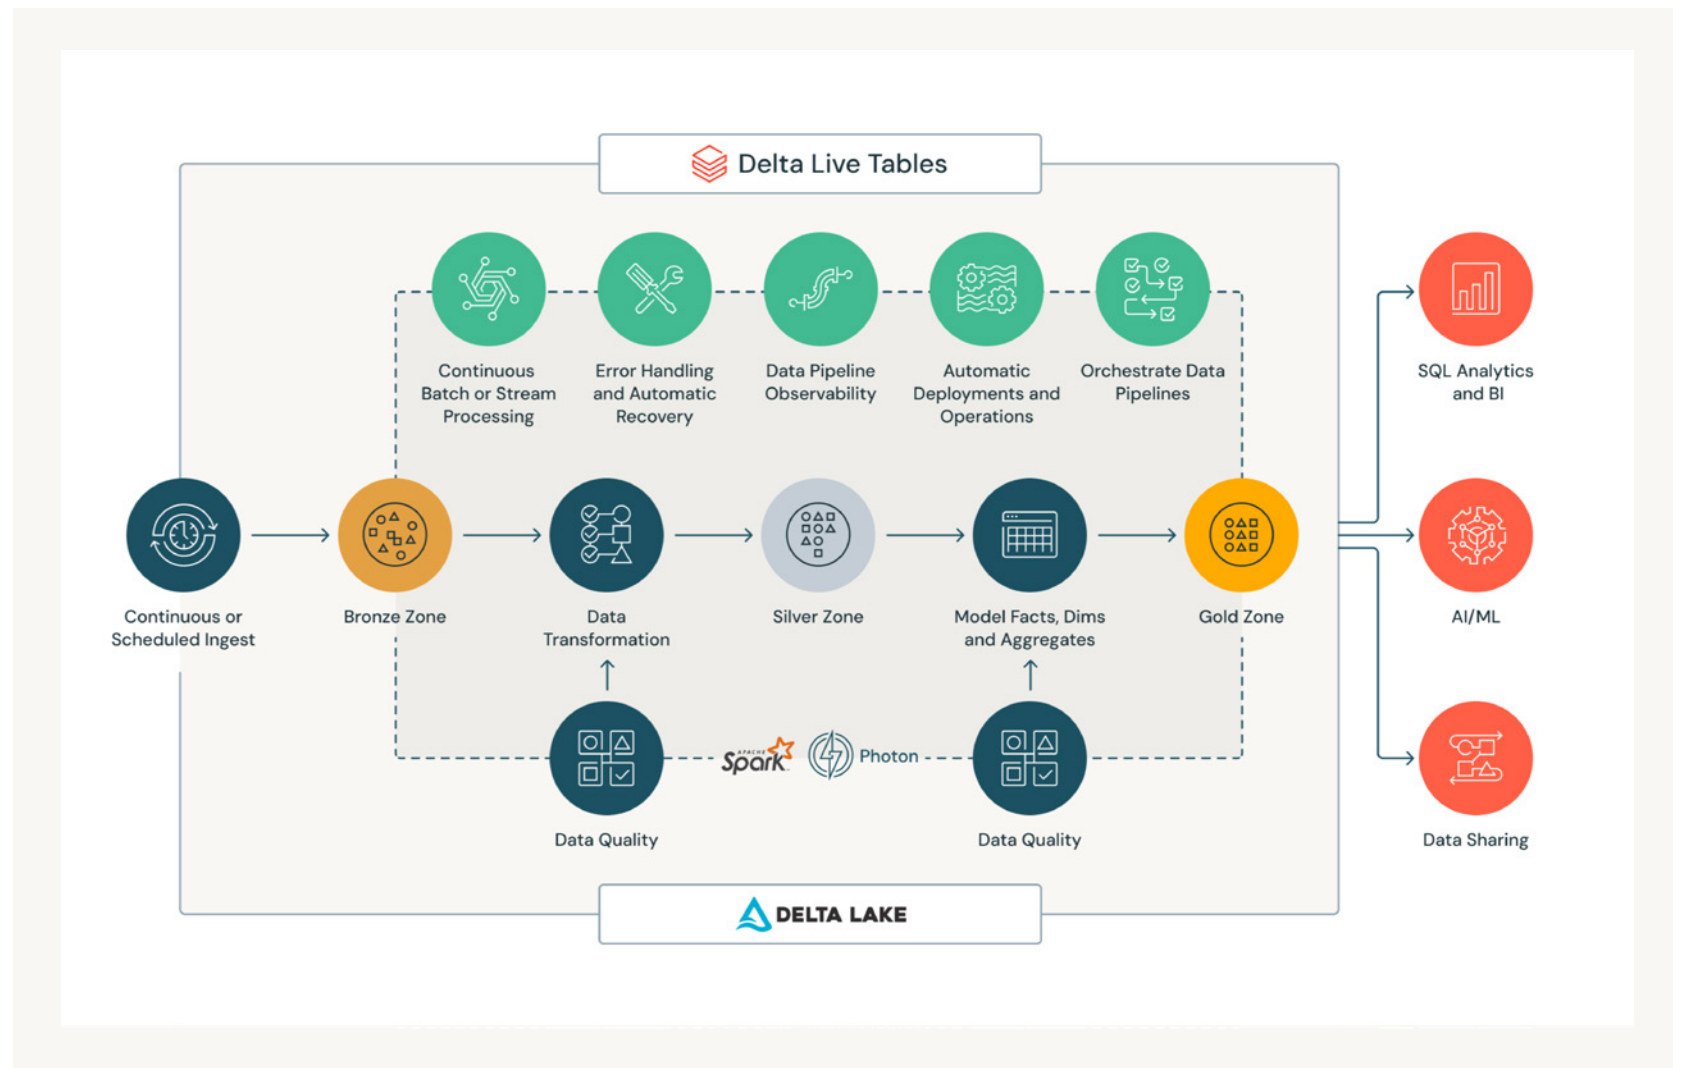 Delta Live Tables
Continuous
Batch or Stream
Processing
Error Handling
and Automatic
Recovery
Data Pipeline
Observability
Automatic
Deployments and
Operations
Orchestrate Data
Pipelines
SQL Analytics
and BI
Continuous or
Scheduled Ingest
Bronze Zone
Data
Transformation
Silver Zone
Model Facts, Dims
and Aggregates
Gold Zone
AI/ML
Data Quality
APACHE
Spark™
Photon
Data Quality
Data Sharing
DELTA LAKE